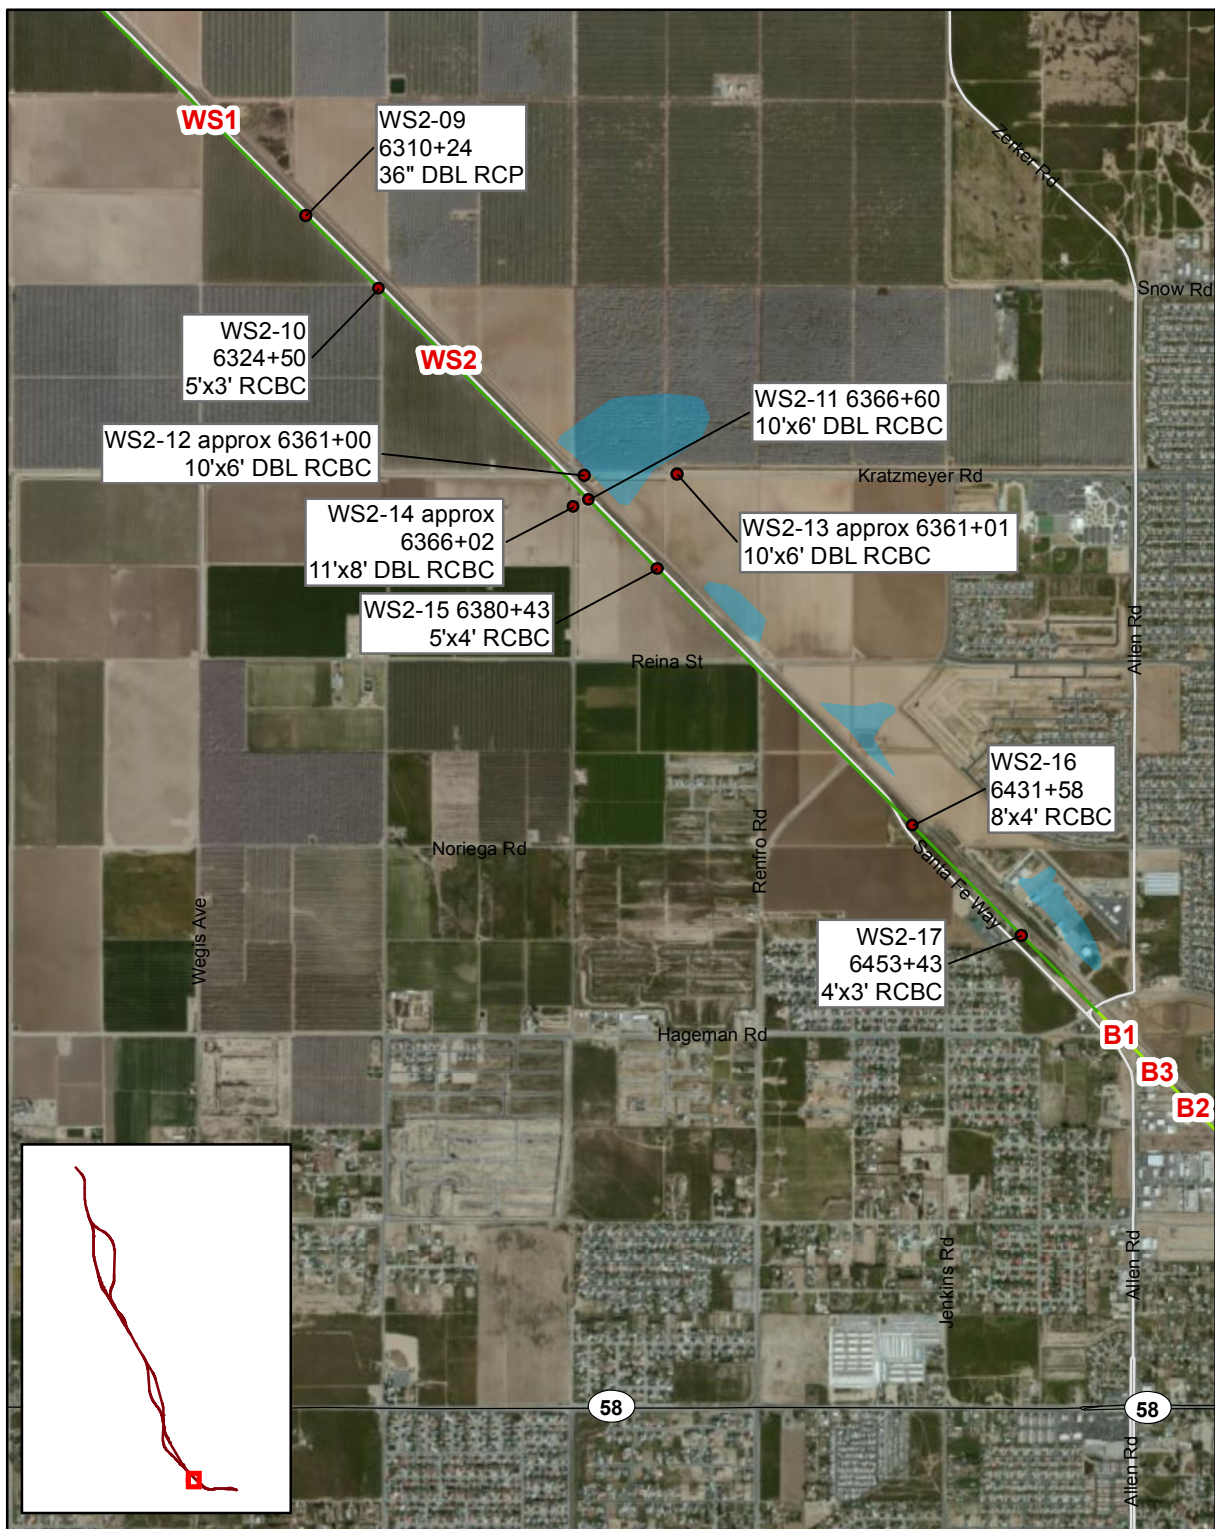 WS1
WS2-09
6310+24
36" DBL RCP
Zerker Rd
Snow Rd
WS2-10
6324+50
5'x3' RCBC
WS2
WS2-11 6366+60
10'x6' DBL RCBC
WS2-12 approx 6361+00
10'x6' DBL RCBC
Kratzmeyer Rd
WS2-14 approx
6366+02
11'x8' DBL RCBC
WS2-13 approx 6361+01
10'x6' DBL RCBC
WS2-15 6380+43
5'x4' RCBC
Allen Rd
Reina St
WS2-16
6431+58
8'x4' RCBC
Noriega Rd
Renfro Rd
Santa Fe Way
Wegis Ave
WS2-17
6453+43
4'x3' RCBC
Hageman Rd
B1
B3
B2
Jenkins Rd
Allen Rd
58
58
Allen Rd